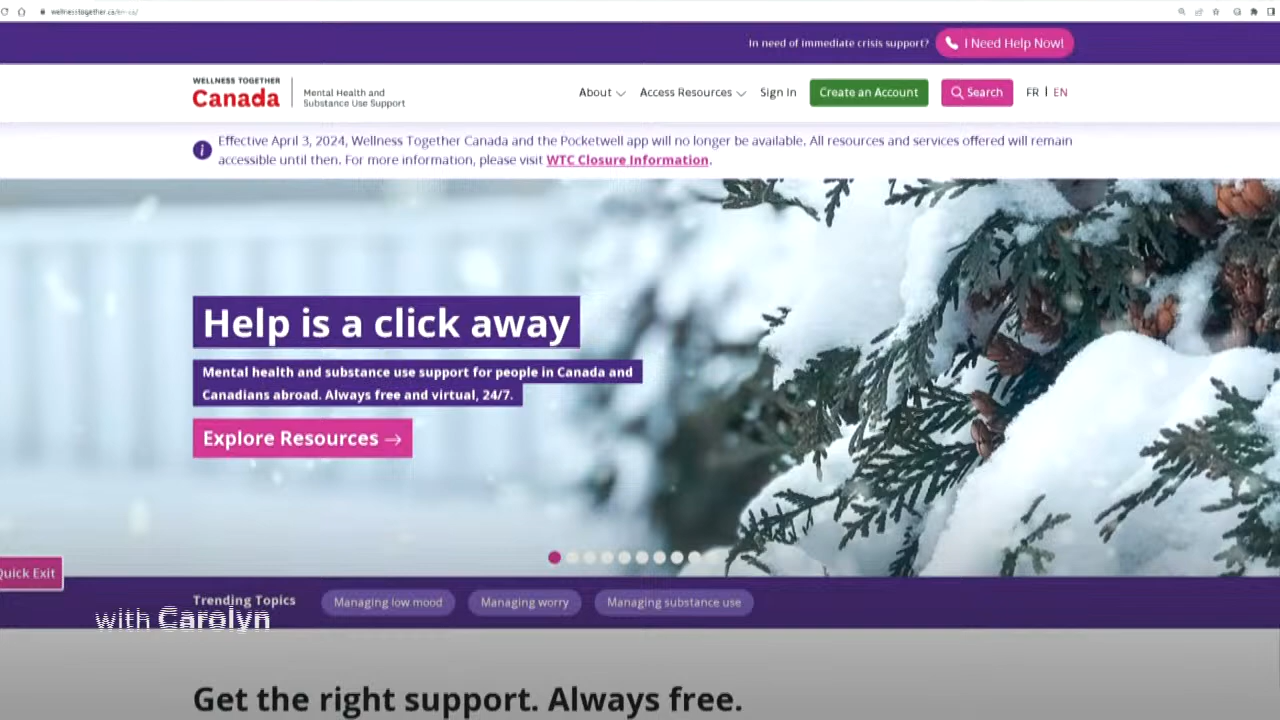 wellnesstogether.ca/en-ca/
In need of immediate crisis support?
I Need Help Now!
WELLNESS TOGETHER
Canada
Mental Health and
Substance Use Support
About
Access Resources
Sign In
Create an Account
Search
FR | EN
Effective April 3, 2024, Wellness Together Canada and the Pocketwell app will no longer be available. All resources and services offered will remain
accessible until then. For more information, please visit WTC Closure Information.
Help is a click away
Mental health and substance use support for people in Canada and
Canadians abroad. Always free and virtual, 24/7.
Explore Resources →
Quick Exit
Trending Topics
Managing low mood
Managing worry
Managing substance use
with Carolyn
Get the right support. Always free.